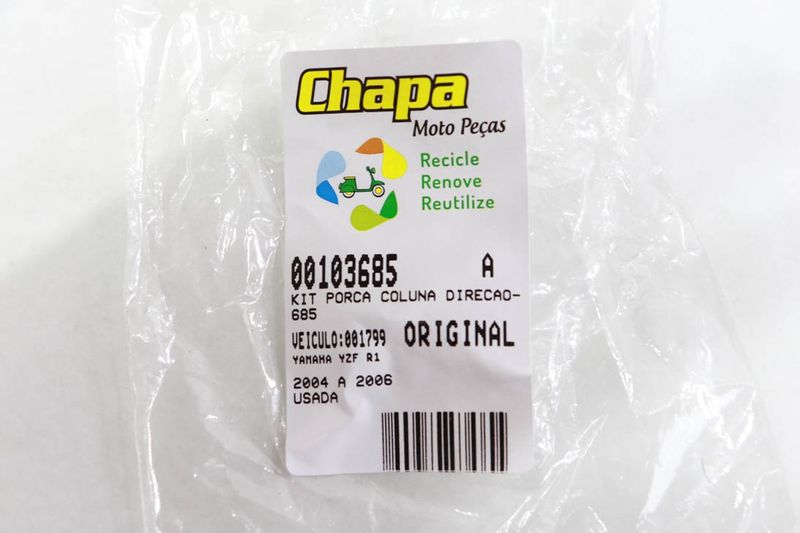 Chapa
Moto Peças
Recicle
Renove
Reutilize
00103685 A
KIT PORCA COLUNA DIRECAO-
685
VEICULO:001799 ORIGINAL
YAMAHA YZF R1
2004 A 2006
USADA